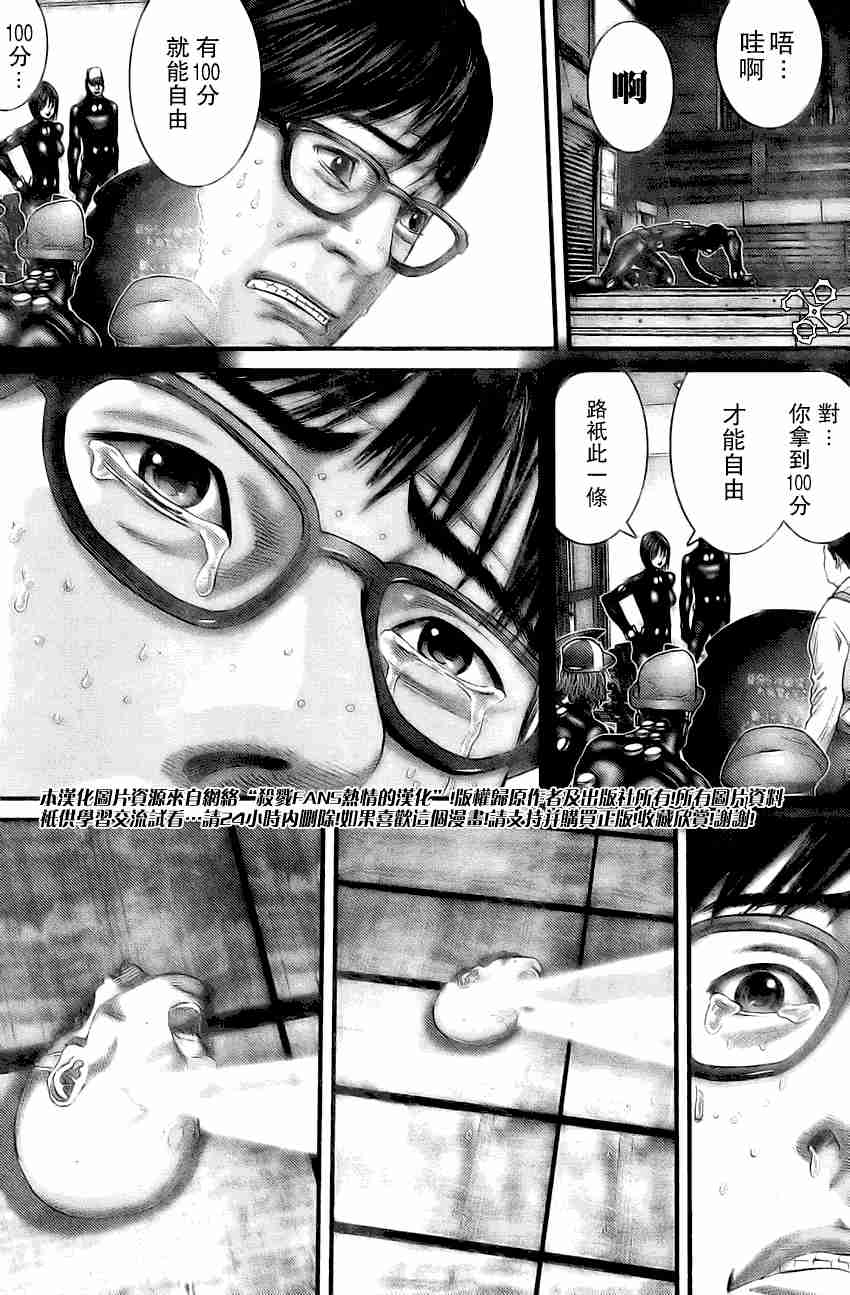 唔…
哇啊
啊
有100分
就能自由
100
分…
對…
你拿到100分
才能自由
路祇此一條
本漢化圖片資源來自網絡“殺戮FANS熱情的漢化”!版權歸原作者及出版社所有!所有圖片資料
祇供學習交流試看…請24小時内删除!如果喜歡這個漫畫!請支持并購買正版!收藏欣賞!謝謝!